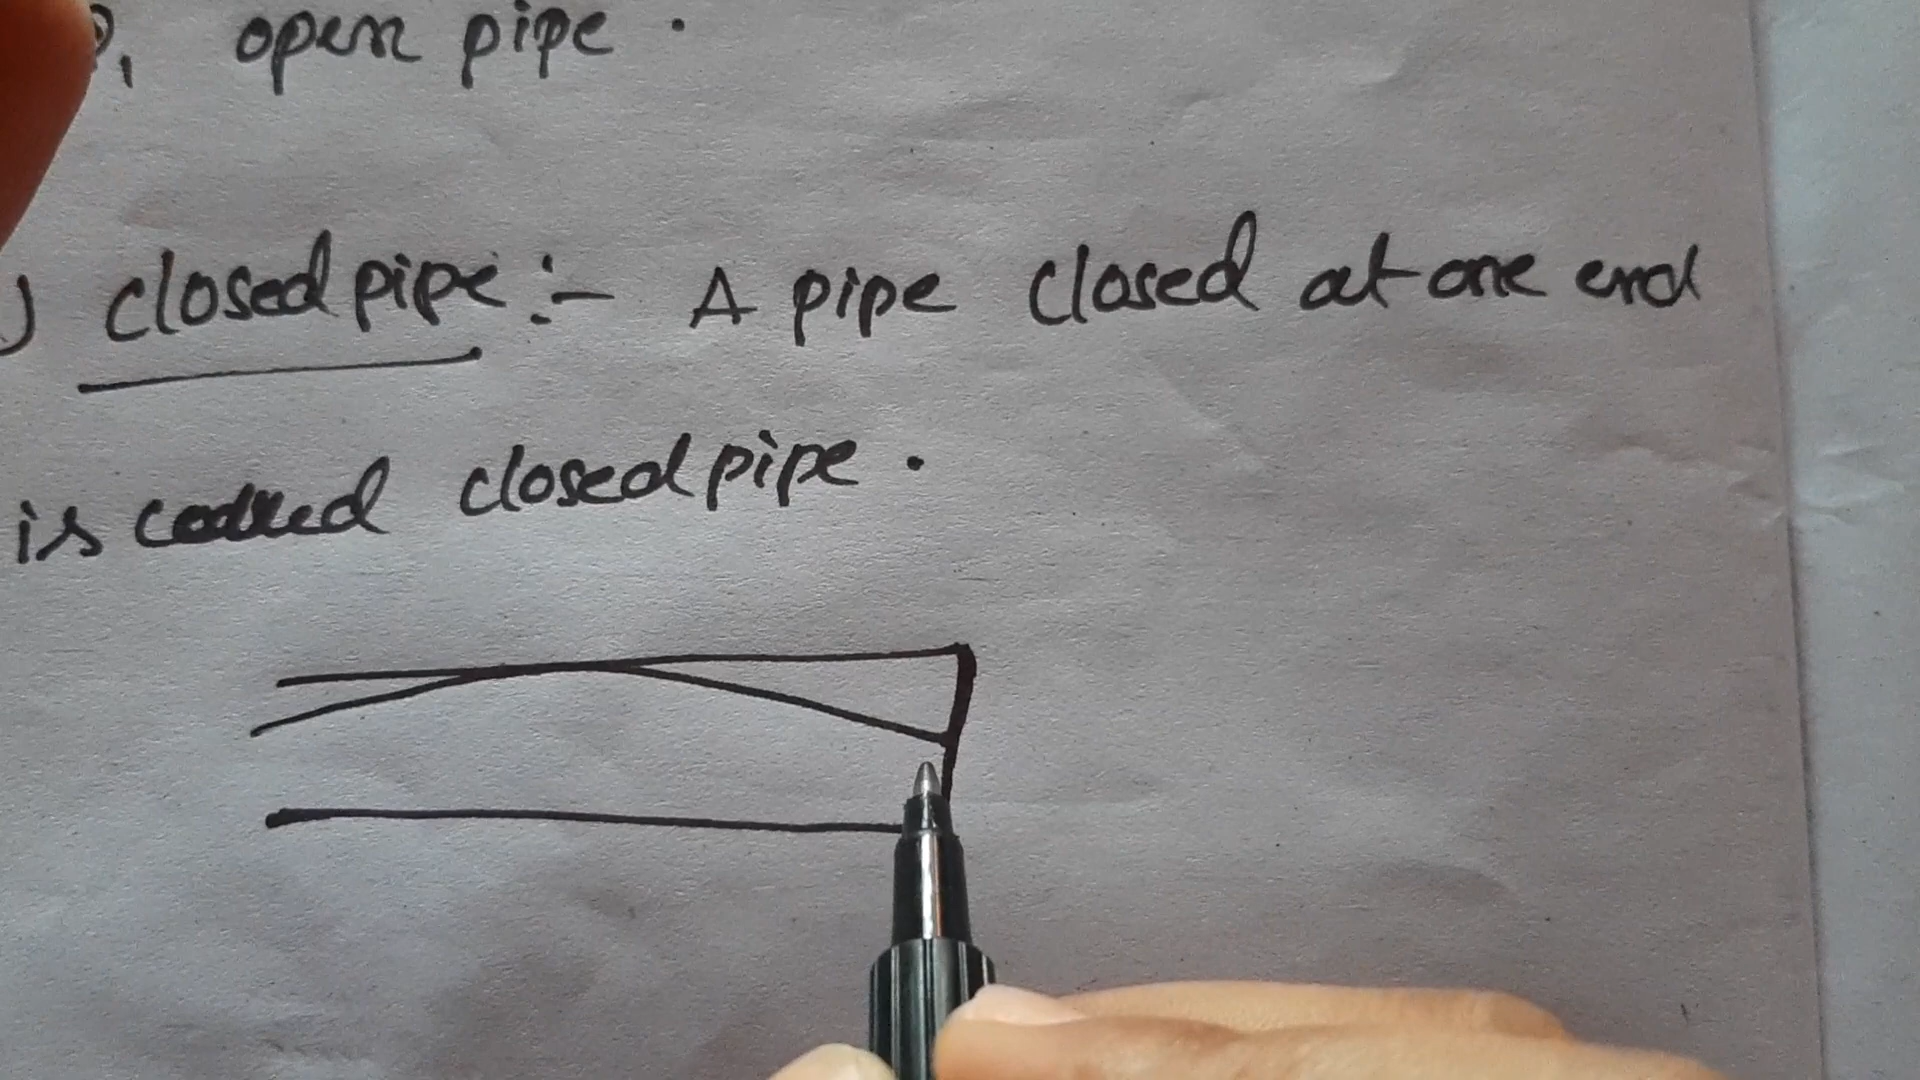 open pipe.
) closed pipe :- A pipe closed at one end
is called closed pipe.